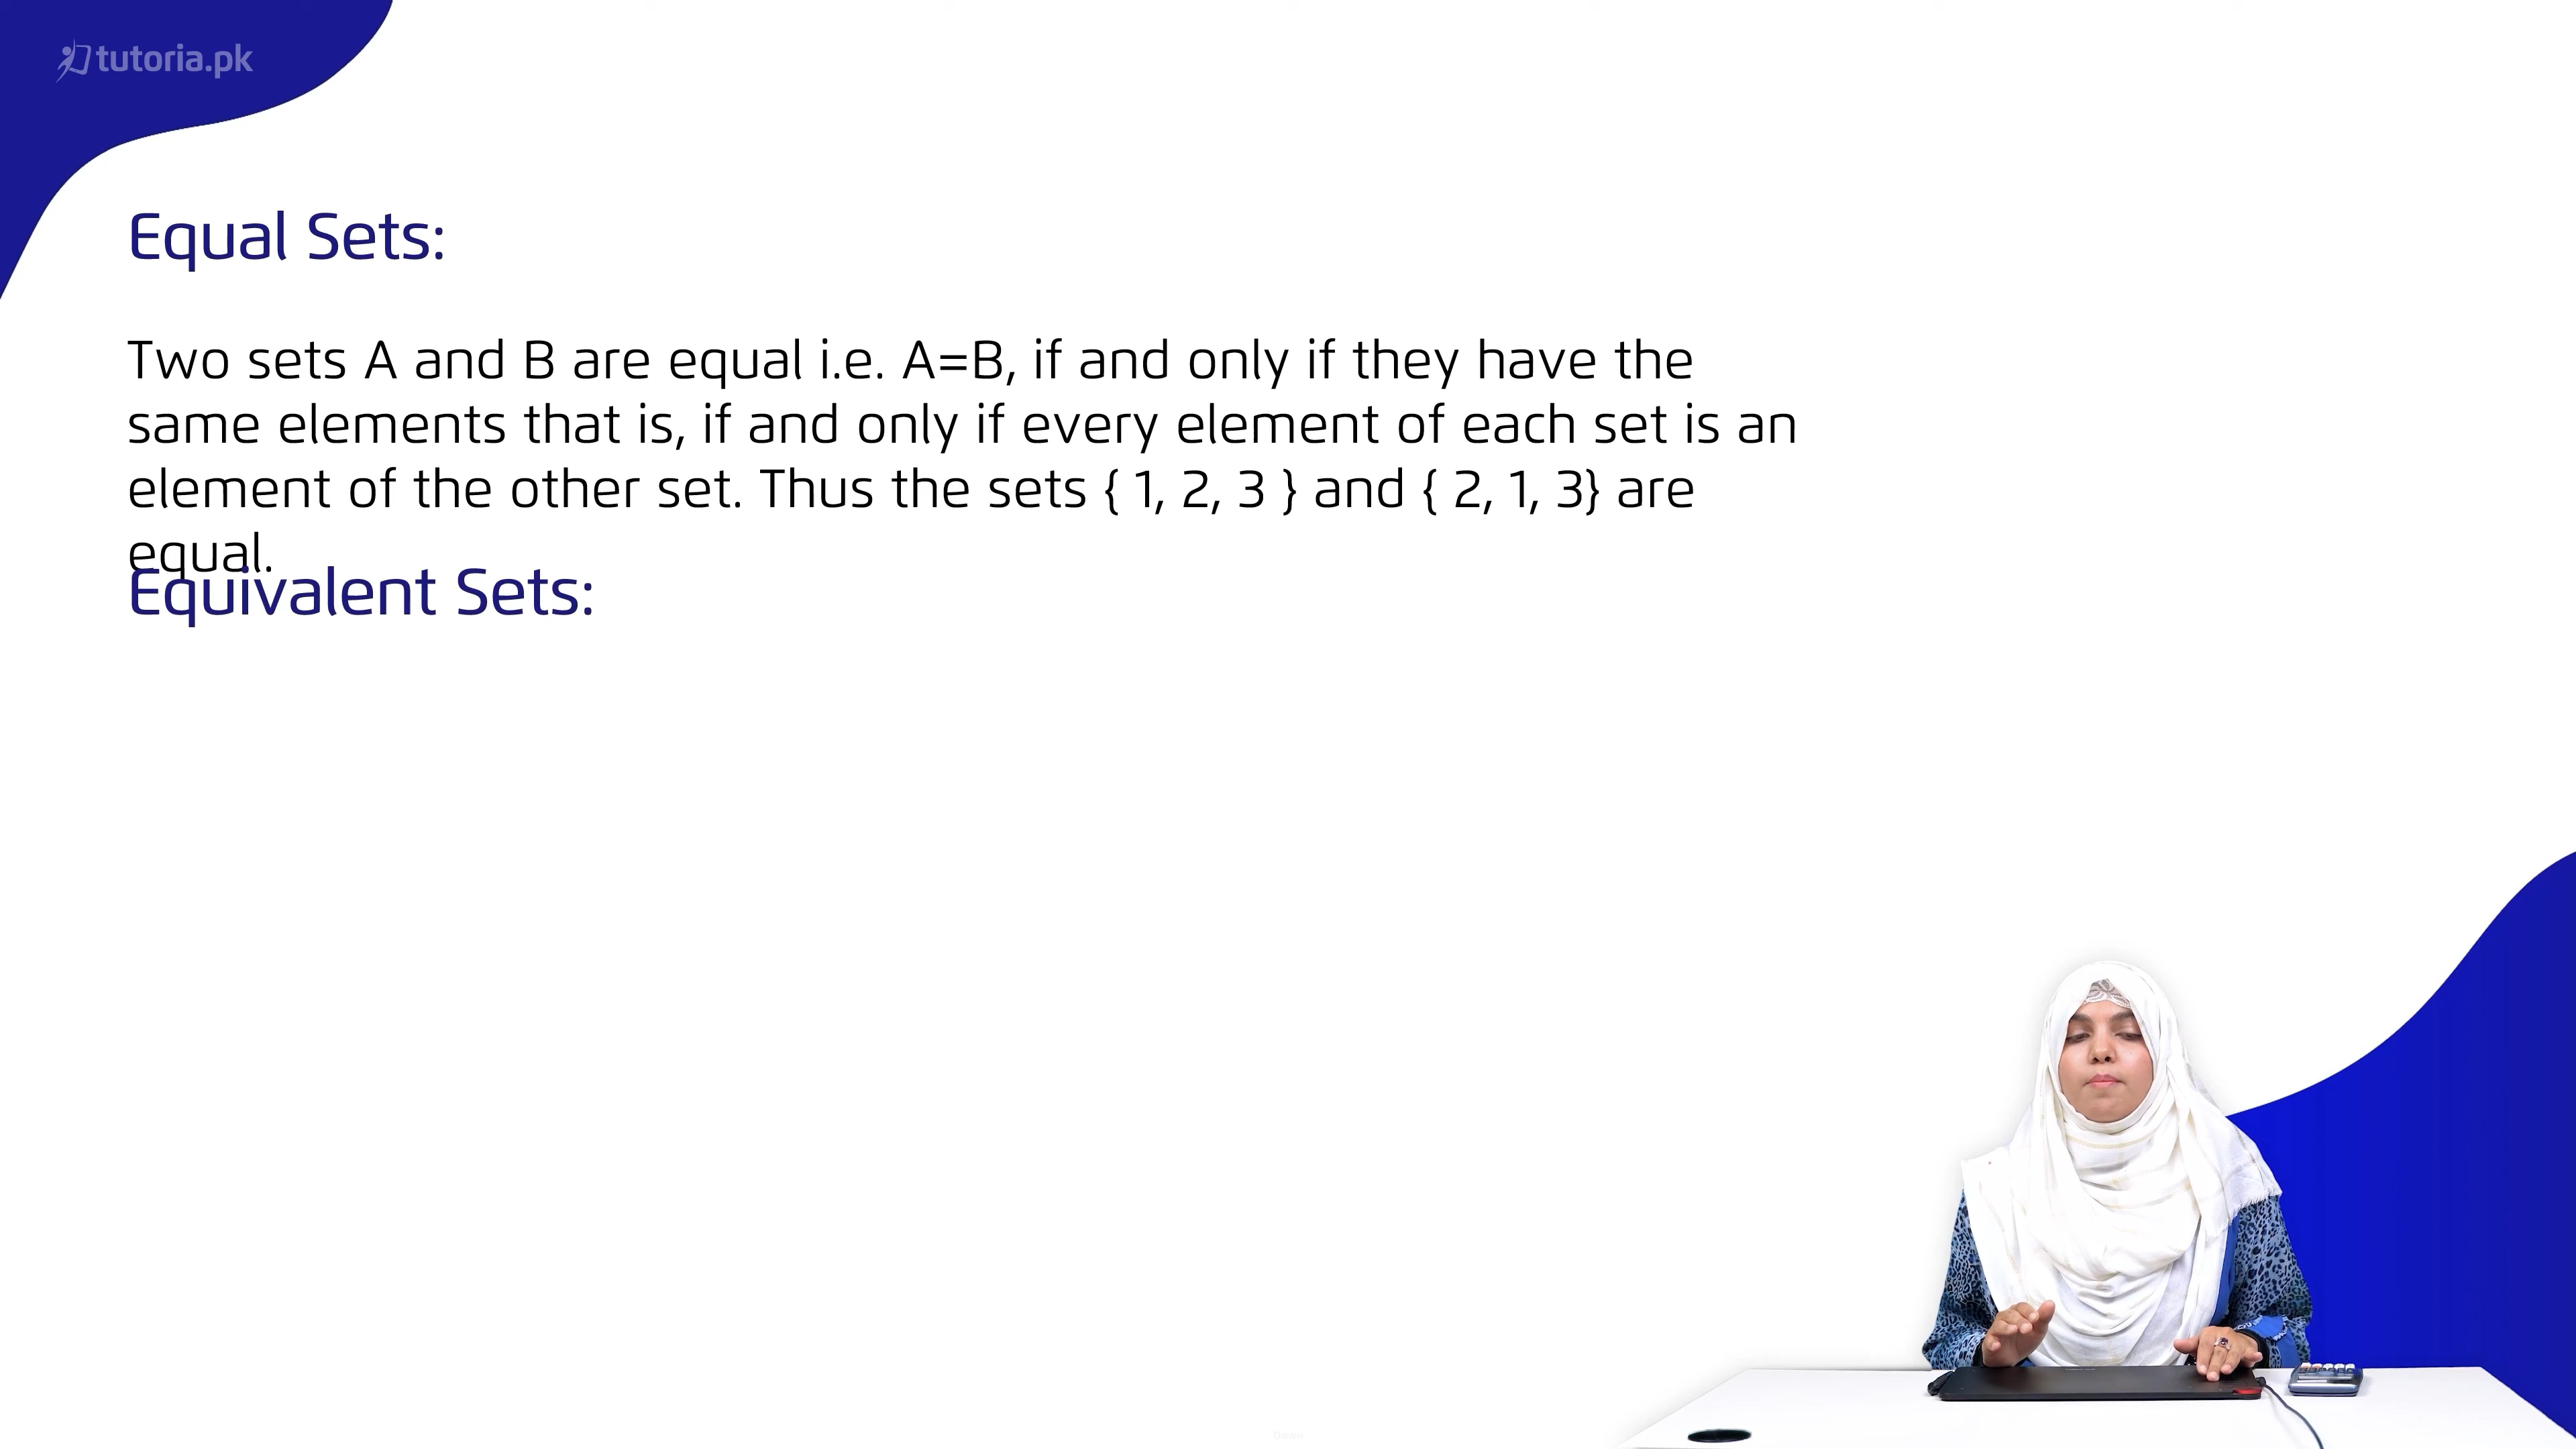 tutoria.pk
Equal Sets:
Two sets A and B are equal i.e. A=B, if and only if they have the
same elements that is, if and only if every element of each set is an
element of the other set. Thus the sets { 1, 2, 3 } and { 2, 1, 3} are
equal.
Equivalent Sets: